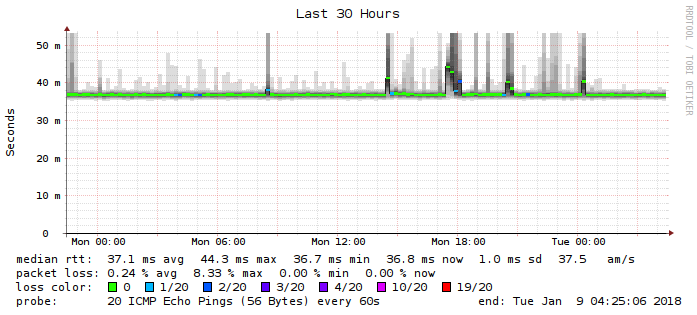 Last 30 Hours
RRDTOOL / TOBI OETIKER
Seconds
50 m
40 m
30 m
20 m
10 m
0
Mon 00:00 Mon 06:00 Mon 12:00 Mon 18:00 Tue 00:00
median rtt: 37.1 ms avg 44.3 ms max 36.7 ms min 36.8 ms now 1.0 ms sd 37.5 am/s
packet loss: 0.24 % avg 8.33 % max 0.00 % min 0.00 % now
loss color: 0 1/20 2/20 3/20 4/20 10/20 19/20
probe: 20 ICMP Echo Pings (56 Bytes) every 60s end: Tue Jan 9 04:25:06 2018